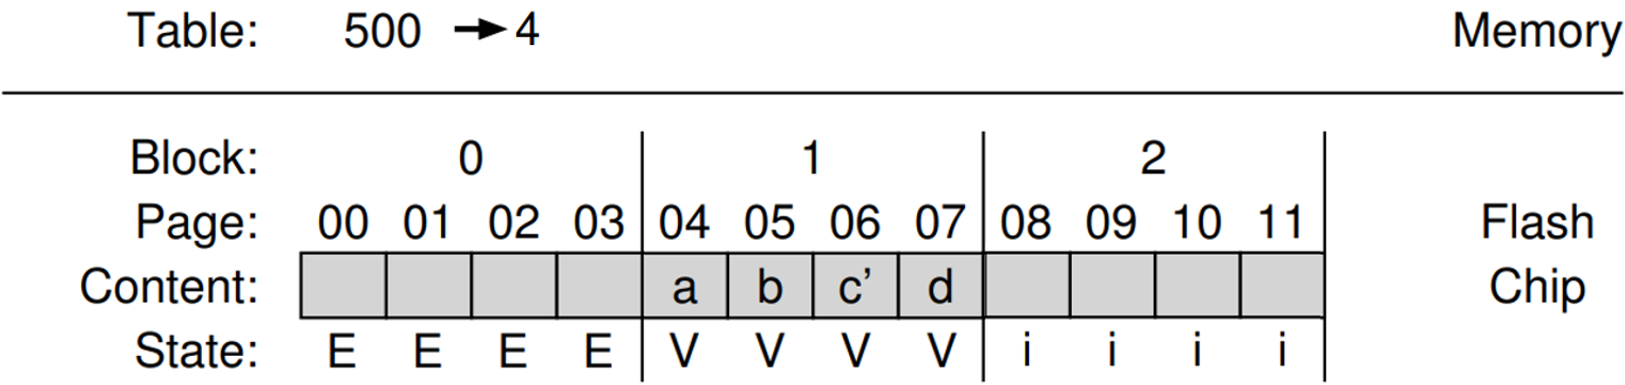 Table: 500 → 4 Memory
Block: 0 1 2
Page: 00 01 02 03 04 05 06 07 08 09 10 11 Flash
Content: a b c’ d Chip
State: E E E E V V V V i i i i